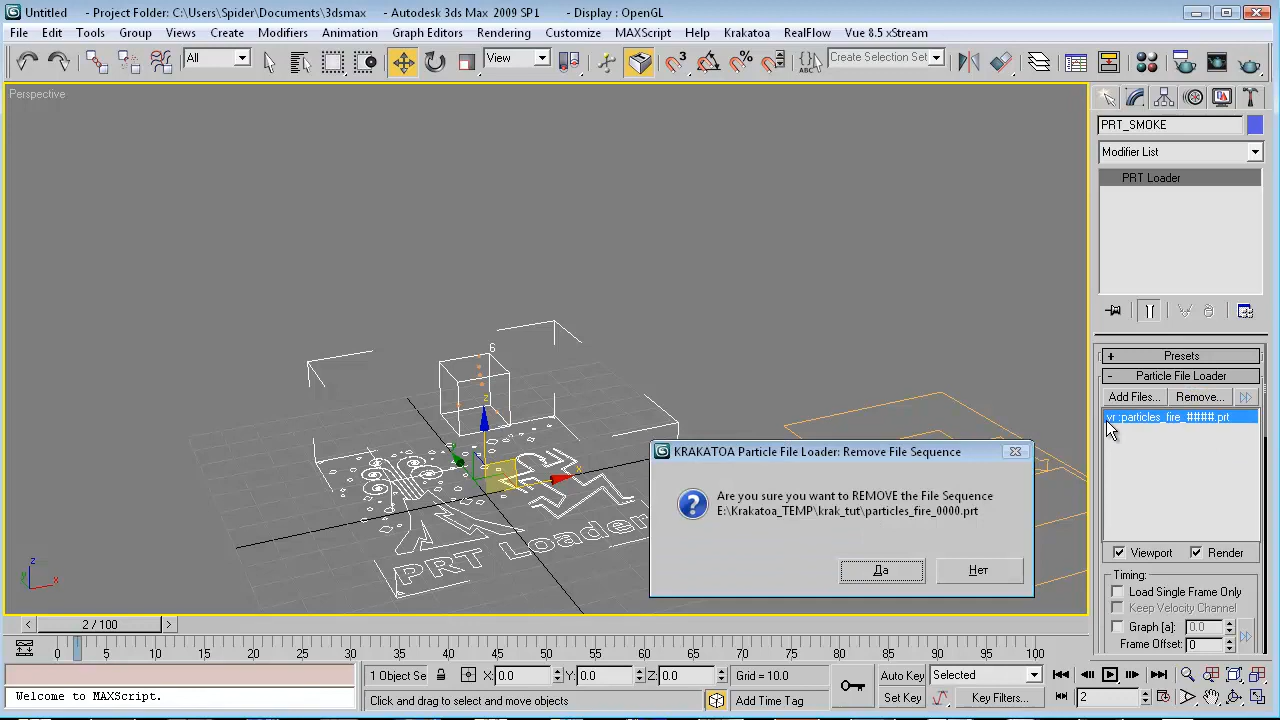 Untitled - Project Folder: C:\Users\Spider\Documents\3dsmax - Autodesk 3ds Max 2009 SP1 - Display : OpenGL
File Edit Tools Group Views Create Modifiers Animation Graph Editors Rendering Customize MAXScript Help Krakatoa RealFlow Vue 8.5 xStream
All
View
3
%
ABC
Create Selection Set
Perspective
PRT_SMOKE
Modifier List
PRT Loader
+ Presets
- Particle File Loader
Add Files... Remove...
vr :particles_fire_####.prt
6
z
x
y
PRT Loader
KRAKATOA Particle File Loader: Remove File Sequence
Are you sure you want to REMOVE the File Sequence
E:\Krakatoa_TEMP\krak_tut\particles_fire_0000.prt
Да Нет
Viewport Render
Timing:
Load Single Frame Only
Keep Velocity Channel
Graph [a]: 0.0
Frame Offset: 0
z
y
x
< 2 / 100 >
0 5 10 15 20 25 30 35 40 45 50 55 60 65 70 75 80 85 90 95 100
1 Object Se X: 0.0 Y: 0.0 Z: 0.0 Grid = 10.0 Auto Key Selected
Welcome to MAXScript. Click and drag to select and move objects Add Time Tag Set Key Key Filters... 2